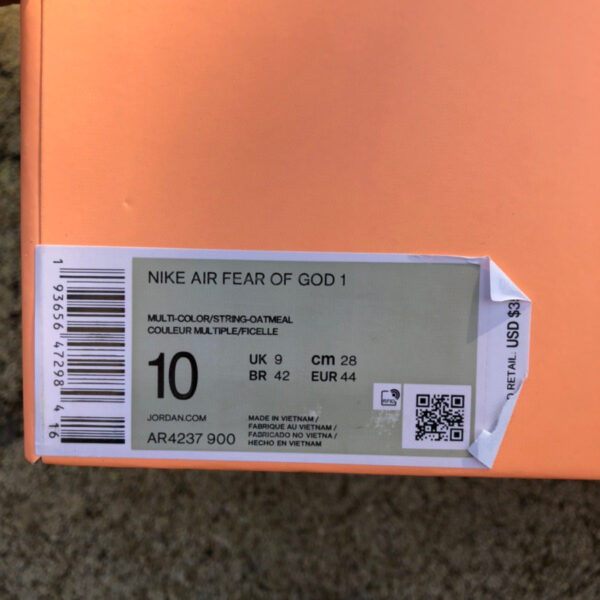 NIKE AIR FEAR OF GOD 1
MULTI-COLOR/STRING-OATMEAL
COULEUR MULTIPLE/FICELLE
10
UK 9 cm 28
BR 42 EUR 44
JORDAN.COM
AR4237 900
MADE IN VIETNAM /
FABRIQUE AU VIETNAM /
FABRICADO NO VIETNA /
HECHO EN VIETNAM
RFID
1 93656 47298 4 16
RETAIL: USD $3